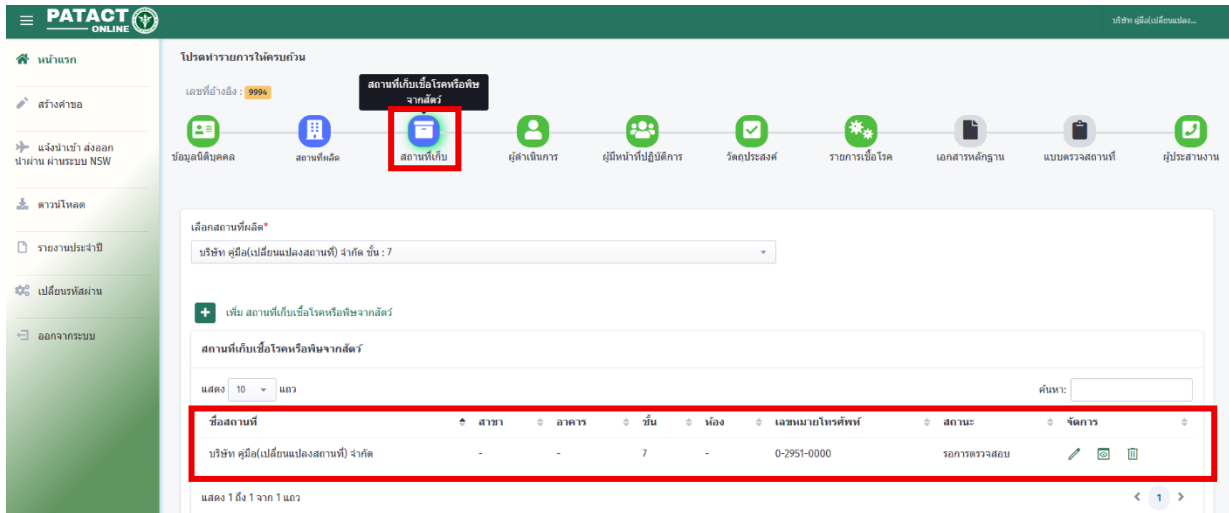 PATACT
ONLINE
บริษัท คู่มือ(เปลี่ยนแปลง...
หน้าแรก
สร้างคำขอ
แจ้งนำเข้า ส่งออก
นำผ่าน ผ่านระบบ NSW
ดาวน์โหลด
รายงานประจำปี
เปลี่ยนรหัสผ่าน
ออกจากระบบ
โปรดทำรายการให้ครบถ้วน
เลขที่อ้างอิง : 9994
สถานที่เก็บเชื้อโรคหรือพิษ
จากสัตว์
ข้อมูลนิติบุคคล
สถานที่ผลิต
สถานที่เก็บ
ผู้ดำเนินการ
ผู้มีหน้าที่ปฏิบัติการ
วัตถุประสงค์
รายการเชื้อโรค
เอกสารหลักฐาน
แบบตรวจสถานที่
ผู้ประสานงาน
เลือกสถานที่ผลิต*
บริษัท คู่มือ(เปลี่ยนแปลงสถานที่) จำกัด ชั้น : 7
เพิ่ม สถานที่เก็บเชื้อโรคหรือพิษจากสัตว์
สถานที่เก็บเชื้อโรคหรือพิษจากสัตว์
แสดง 10 แถว
ค้นหา:
ชื่อสถานที่ สาขา อาคาร ชั้น ห้อง เลขหมายโทรศัพท์ สถานะ จัดการ
บริษัท คู่มือ(เปลี่ยนแปลงสถานที่) จำกัด - - 7 - 0-2951-0000 รอการตรวจสอบ
แสดง 1 ถึง 1 จาก 1 แถว
1